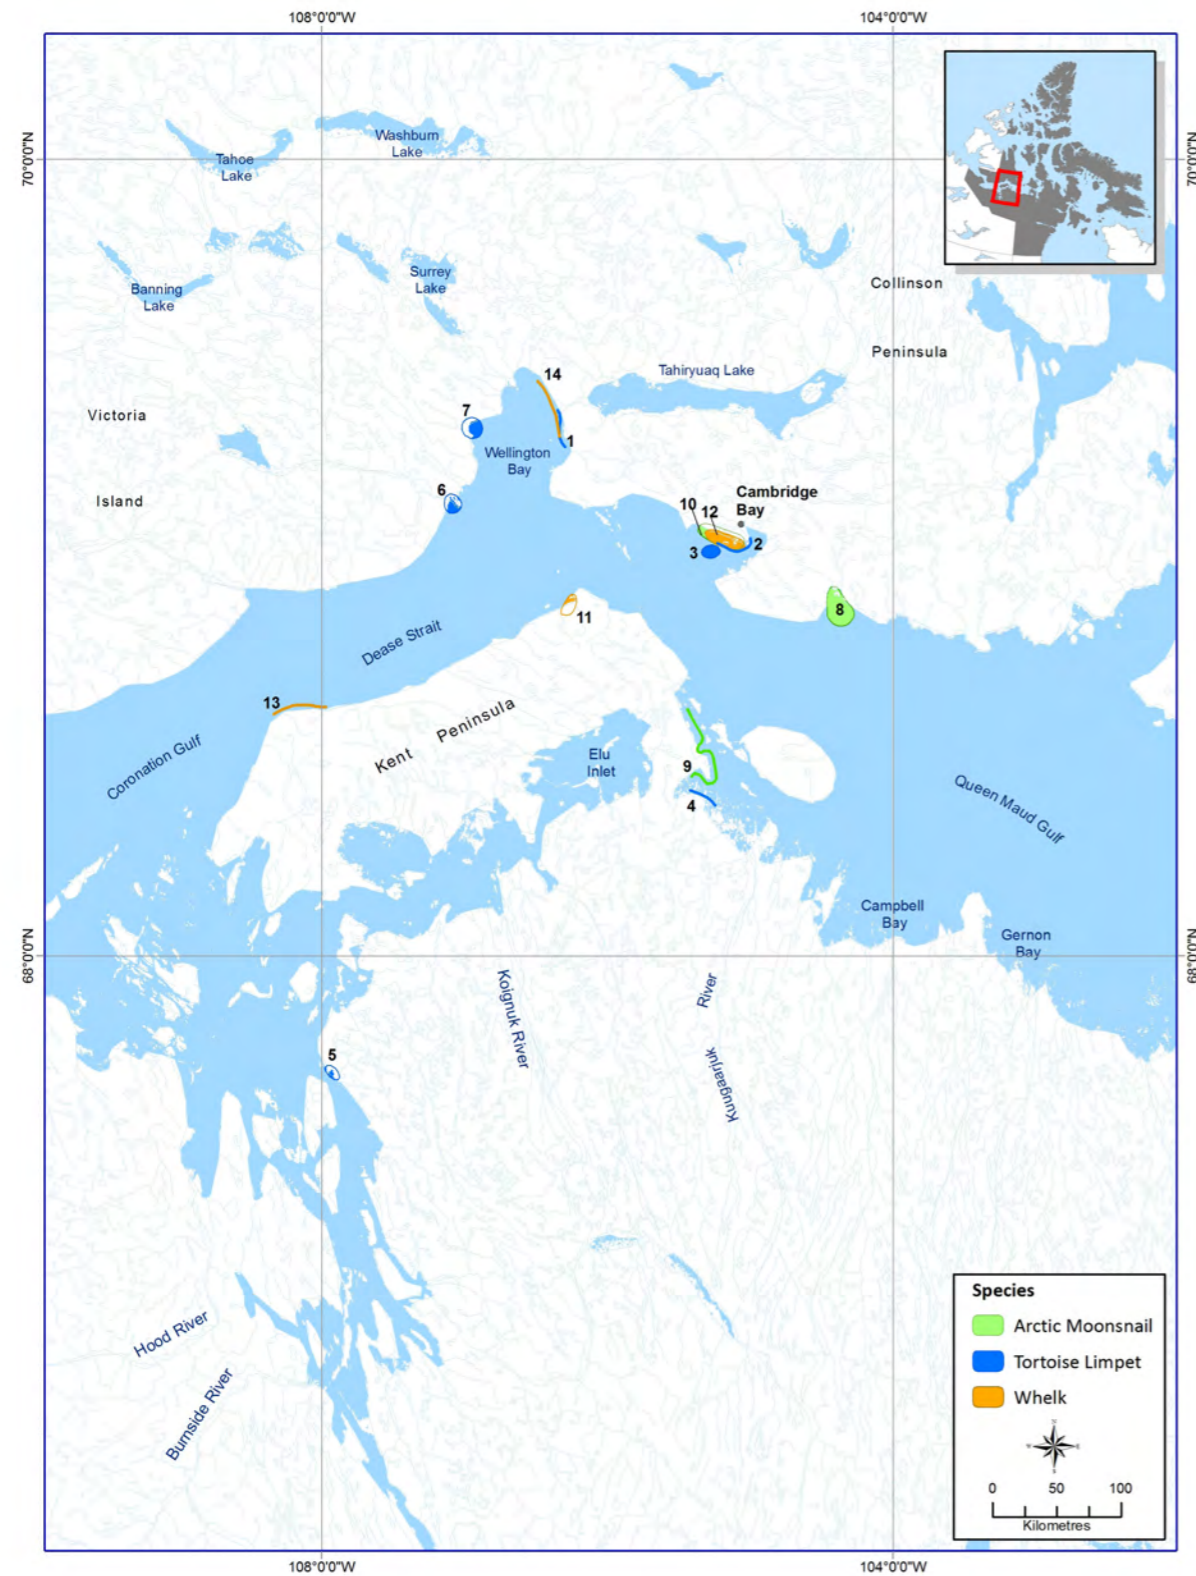 108°0'0"W
104°0'0"W
70°0'0"N
70°0'0"N
Washburn
Lake
Tahoe
Lake
Surrey
Lake
Banning
Lake
Collinson
Peninsula
Tahiryuaq Lake
14
7
1
Victoria
Island
Wellington
Bay
6
Cambridge
Bay
10
12
3
2
8
11
Dease Strait
13
Kent Peninsula
Coronation Gulf
Elu
Inlet
9
4
Queen Maud Gulf
Campbell
Bay
Gernon
Bay
68°0'0"N
68°0'0"N
Koignuk River
River
Kuugaarjuk
5
Hood River
Burnside River
Species
Arctic Moonsnail
Tortoise Limpet
Whelk
N
W
E
S
0 50 100
Kilometres
108°0'0"W
104°0'0"W